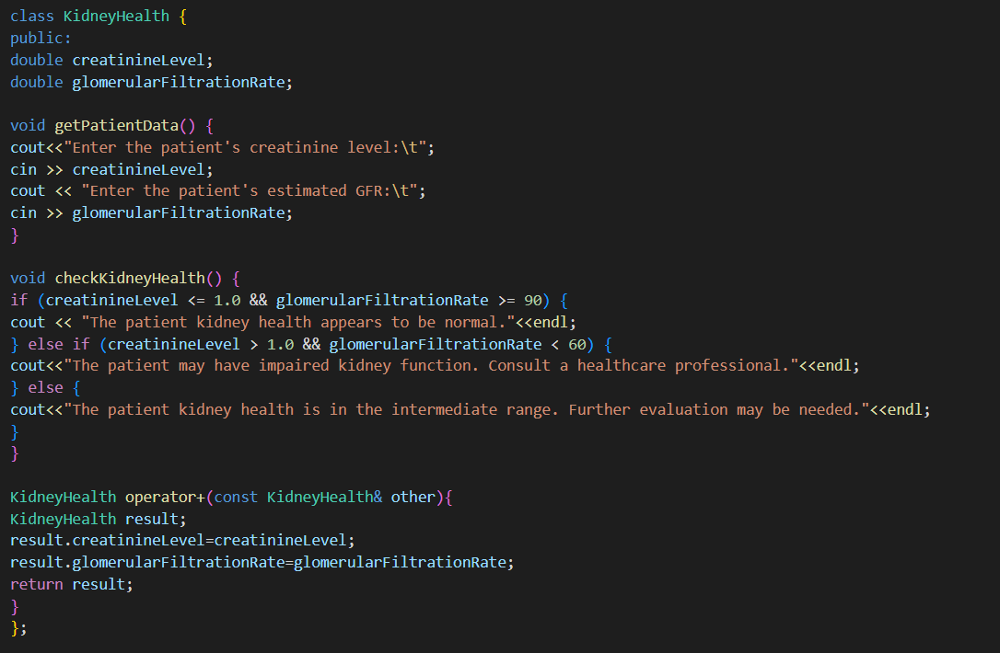 class KidneyHealth {
public:
double creatinineLevel;
double glomerularFiltrationRate;

void getPatientData() {
cout<<"Enter the patient's creatinine level:\t";
cin >> creatinineLevel;
cout << "Enter the patient's estimated GFR:\t";
cin >> glomerularFiltrationRate;
}

void checkKidneyHealth() {
if (creatinineLevel <= 1.0 && glomerularFiltrationRate >= 90) {
cout << "The patient kidney health appears to be normal."<<endl;
} else if (creatinineLevel > 1.0 && glomerularFiltrationRate < 60) {
cout<<"The patient may have impaired kidney function. Consult a healthcare professional."<<endl;
} else {
cout<<"The patient kidney health is in the intermediate range. Further evaluation may be needed."<<endl;
}
}

KidneyHealth operator+(const KidneyHealth& other){
KidneyHealth result;
result.creatinineLevel=creatinineLevel;
result.glomerularFiltrationRate=glomerularFiltrationRate;
return result;
}
};